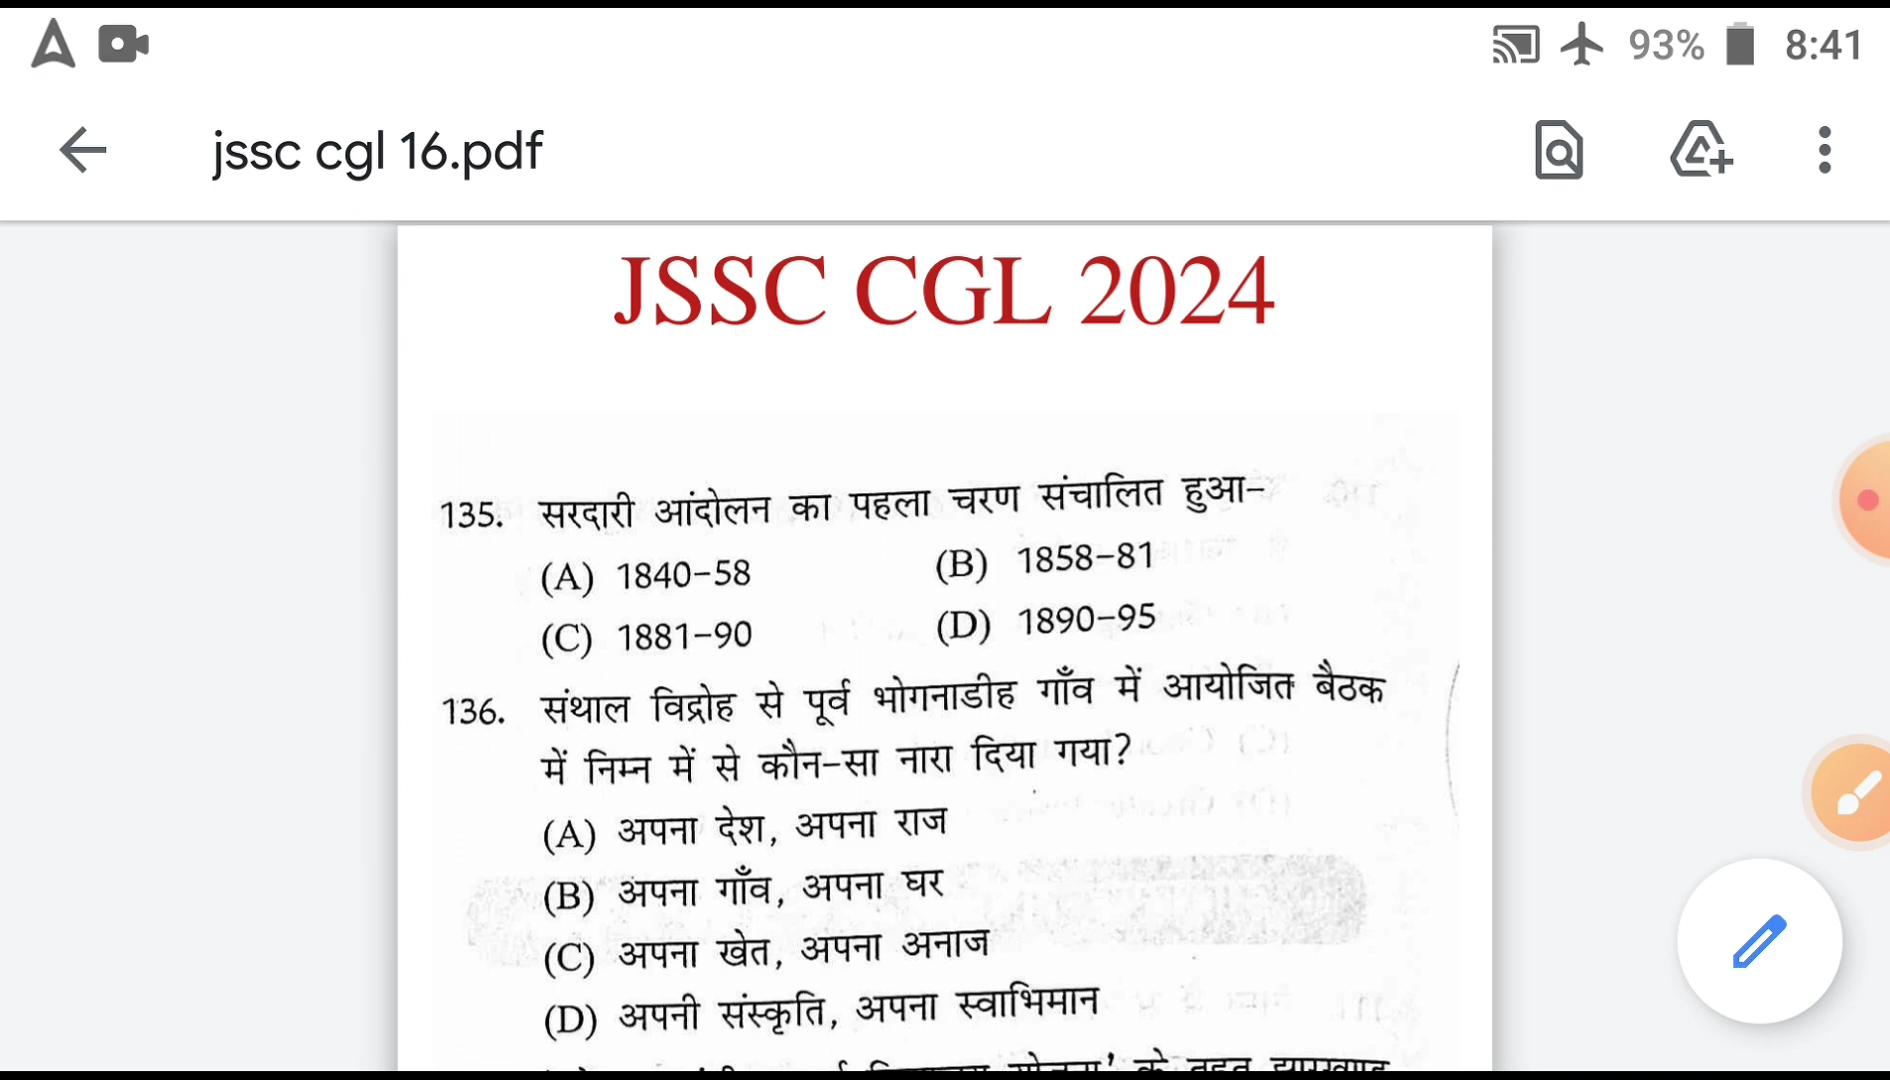 93% 8:41
jssc cgl 16.pdf
JSSC CGL 2024
135. सरदारी आंदोलन का पहला चरण संचालित हुआ–
(A) 1840–58 (B) 1858–81
(C) 1881–90 (D) 1890–95
136. संथाल विद्रोह से पूर्व भोगनाडीह गाँव में आयोजित बैठक
में निम्न में से कौन–सा नारा दिया गया?
(A) अपना देश, अपना राज
(B) अपना गाँव, अपना घर
(C) अपना खेत, अपना अनाज
(D) अपनी संस्कृति, अपना स्वाभिमान
के तहत झारखण्ड